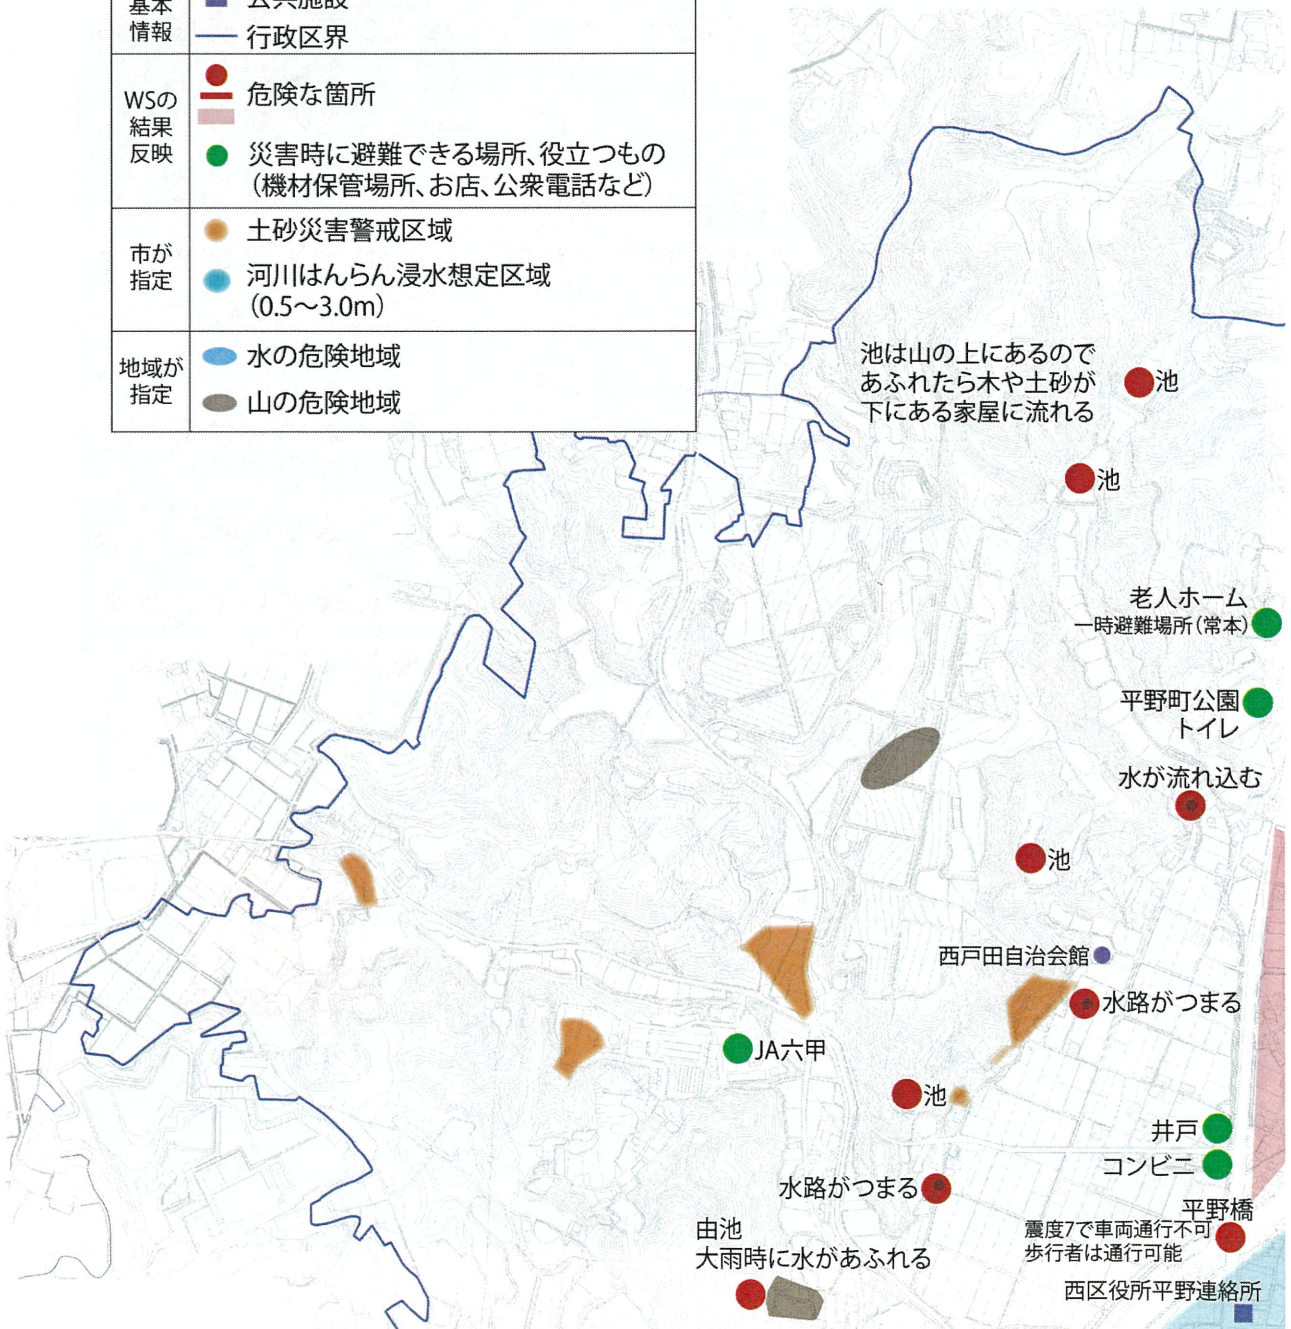 基本
情報
公共施設
行政区界
WSの
結果
反映
危険な箇所
災害時に避難できる場所、役立つもの
（機材保管場所、お店、公衆電話など）
市が
指定
土砂災害警戒区域
河川はんらん浸水想定区域
（0.5〜3.0m）
地域が
指定
水の危険地域
山の危険地域
池は山の上にあるので
あふれたら木や土砂が
下にある家屋に流れる
池
池
老人ホーム
一時避難場所（常本）
平野町公園
トイレ
水が流れ込む
池
西戸田自治会館
水路がつまる
JA六甲
池
井戸
コンビニ
水路がつまる
平野橋
震度7で車両通行不可
歩行者は通行可能
由池
大雨時に水があふれる
西区役所平野連絡所